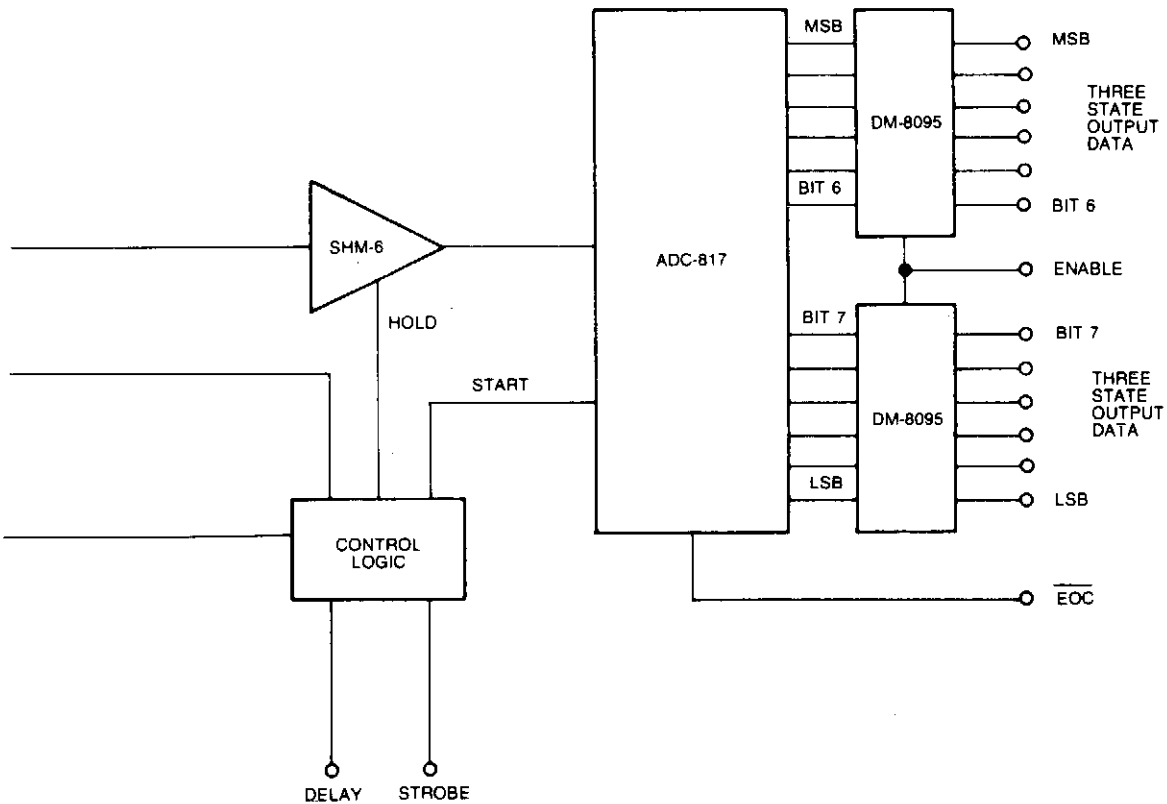 MSB
MSB
THREE
STATE
OUTPUT
DATA
DM-8095
BIT 6
BIT 6
SHM-6
ADC-817
ENABLE
HOLD
BIT 7
BIT 7
START
THREE
STATE
OUTPUT
DATA
DM-8095
LSB
LSB
CONTROL
LOGIC
EOC
DELAY
STROBE